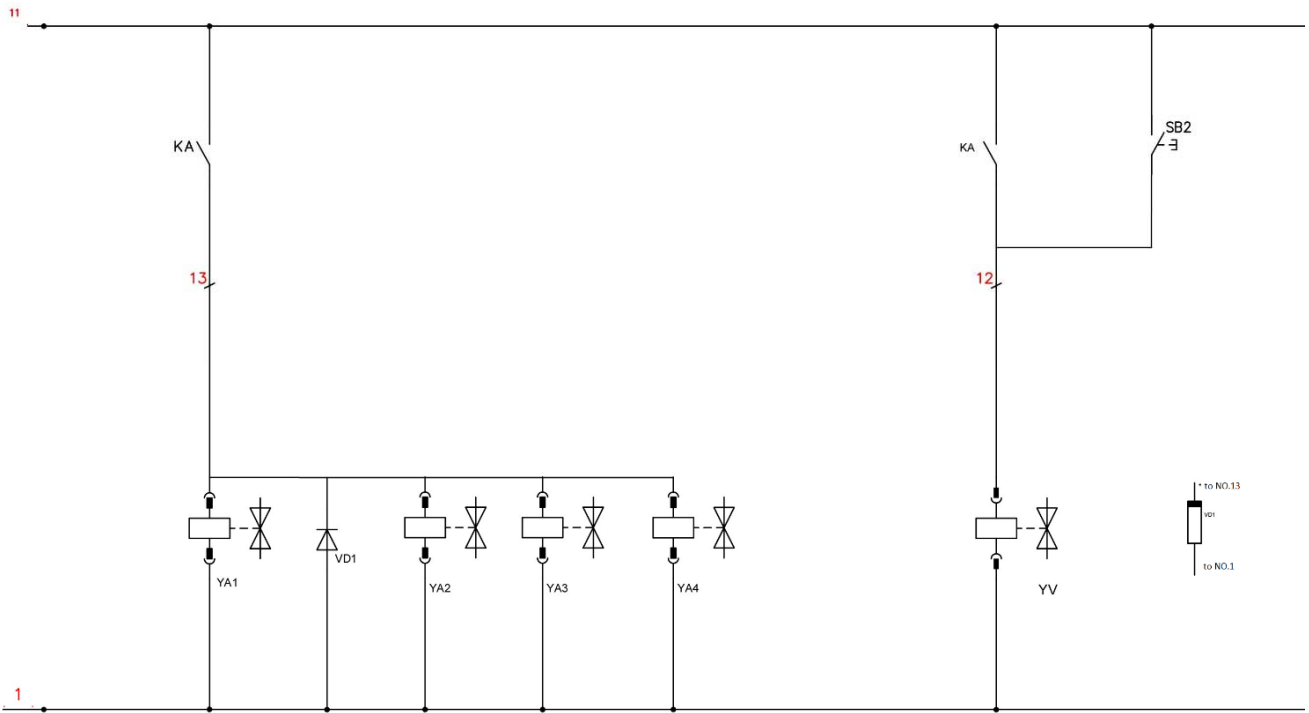 11
KA
KA
SB2
13
12
YA1
VD1
YA2
YA3
YA4
YV
+ to NO.13
VD1
to NO.1
1